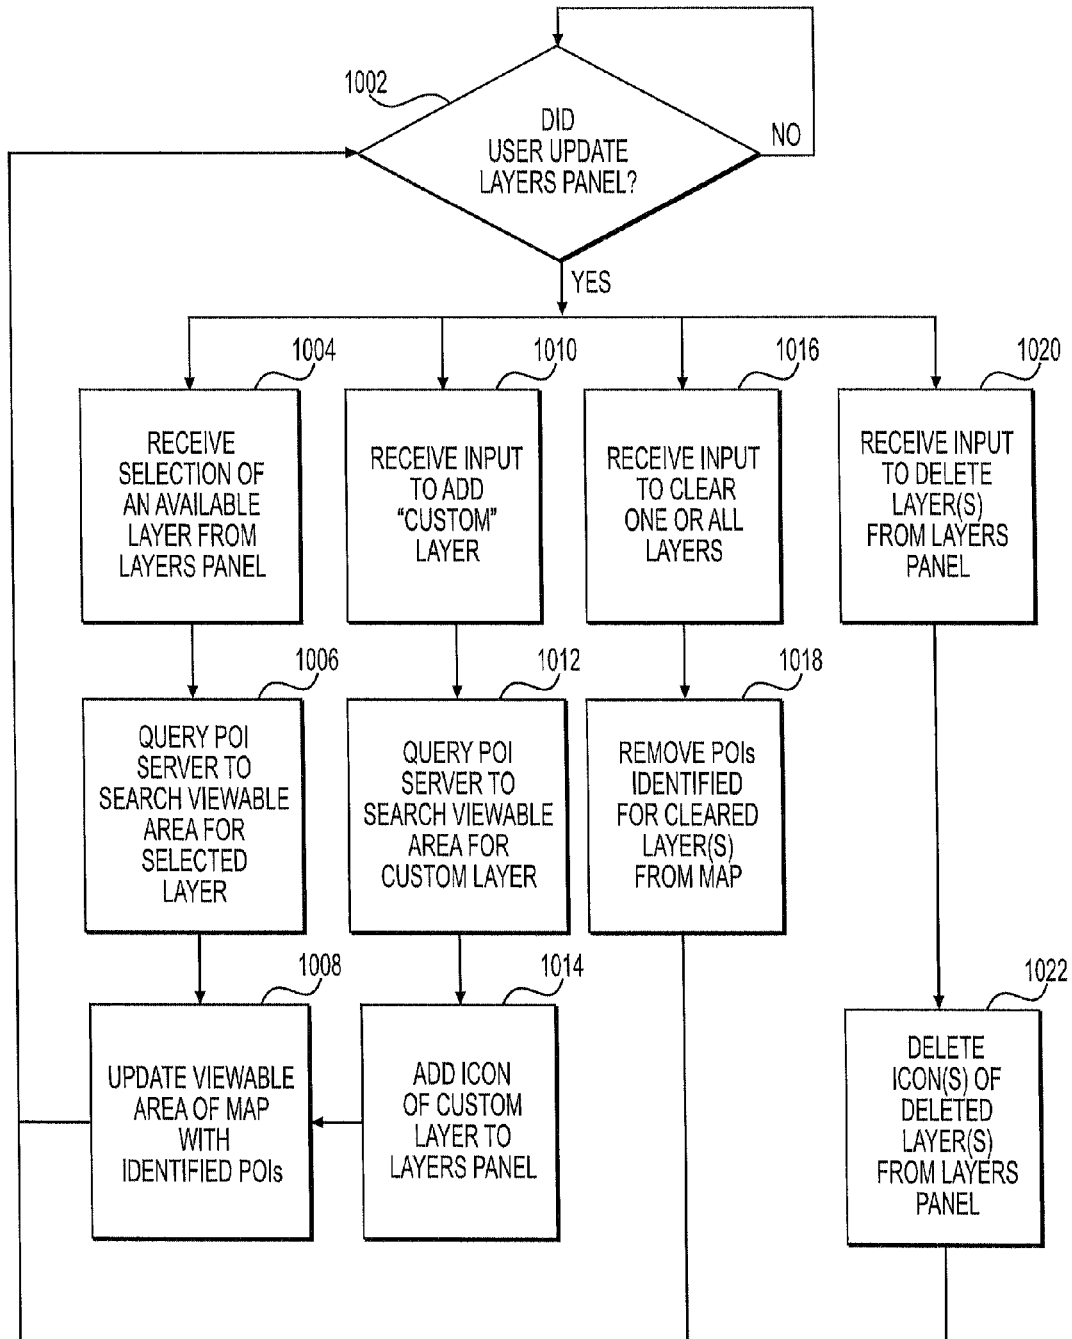 1002
DID
USER UPDATE
LAYERS PANEL?
NO
YES
1004
RECEIVE
SELECTION OF
AN AVAILABLE
LAYER FROM
LAYERS PANEL
1010
RECEIVE INPUT
TO ADD
“CUSTOM”
LAYER
1016
RECEIVE INPUT
TO CLEAR
ONE OR ALL
LAYERS
1020
RECEIVE INPUT
TO DELETE
LAYER(S)
FROM LAYERS
PANEL
1006
QUERY POI
SERVER TO
SEARCH VIEWABLE
AREA FOR
SELECTED
LAYER
1012
QUERY POI
SERVER TO
SEARCH VIEWABLE
AREA FOR
CUSTOM LAYER
1018
REMOVE POIs
IDENTIFIED
FOR CLEARED
LAYER(S)
FROM MAP
1008
UPDATE VIEWABLE
AREA OF MAP
WITH
IDENTIFIED POIs
1014
ADD ICON
OF CUSTOM
LAYER TO
LAYERS PANEL
1022
DELETE
ICON(S) OF
DELETED
LAYER(S)
FROM LAYERS
PANEL